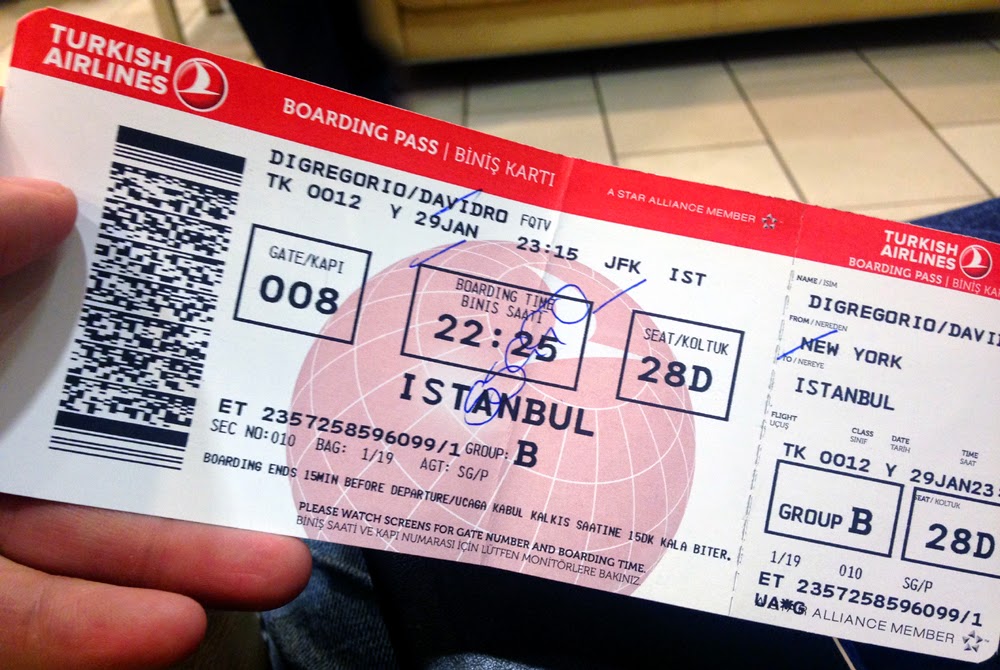 TURKISH
AIRLINES
BOARDING PASS | BİNİŞ KARTI
A STAR ALLIANCE MEMBER
DIGREGORIO/DAVIDRO FQTV
TK 0012 Y 29JAN 23:15 JFK IST
GATE/KAPI
008
BOARDING TIME
BINIS SAATI
22:25
SEAT/KOLTUK
28D
ISTANBUL
ET 2357258596099/1 GROUP: B
SEC NO:010 BAG: 1/19 AGT: SG/P
BOARDING ENDS 15MIN BEFORE DEPARTURE/UCAGA KABUL KALKIS SAATINE 15DK KALA BITER.
PLEASE WATCH SCREENS FOR GATE NUMBER AND BOARDING TIME.
BİNİŞ SAATİ VE KAPI NUMARASI İÇİN LÜTFEN MONİTÖRLERE BAKINIZ
TURKISH
AIRLINES
BOARDING PASS | BİNİŞ KA
NAME / İSİM
DIGREGORIO/DAVI
FROM / NEREDEN
NEW YORK
TO / NEREYE
ISTANBUL
FLIGHT
UÇUŞ
CLASS
SINIF
DATE
TARİH
TIME
SAAT
TK 0012 Y 29JAN23:
GROUP B
SEAT / KOLTUK
28D
1/19 010 SG/P
ET 2357258596099/1
A STAR ALLIANCE MEMBER